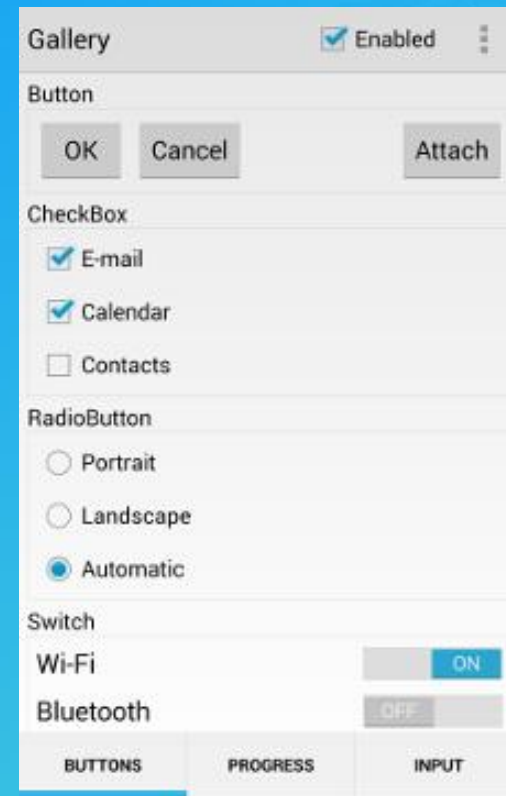 Gallery Enabled
Button
OK Cancel Attach
CheckBox
E-mail
Calendar
Contacts
RadioButton
Portrait
Landscape
Automatic
Switch
Wi-Fi ON
Bluetooth OFF
BUTTONS PROGRESS INPUT